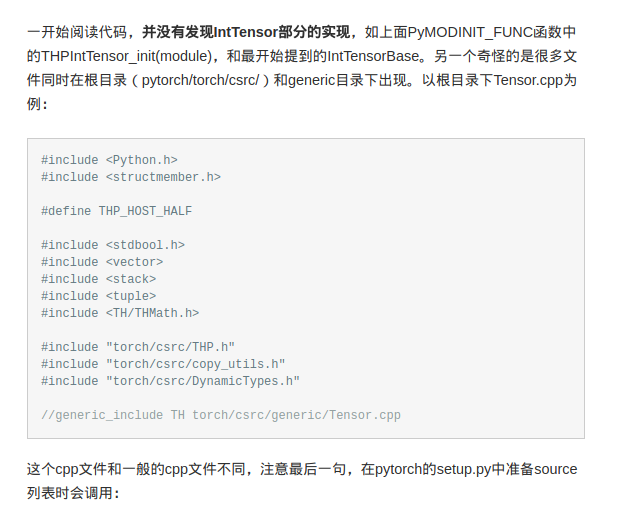 一开始阅读代码，并没有发现IntTensor部分的实现，如上面PyMODINIT_FUNC函数中
的THPIntTensor_init(module)，和最开始提到的IntTensorBase。另一个奇怪的是很多文
件同时在根目录（pytorch/torch/csrc/）和generic目录下出现。以根目录下Tensor.cpp为
例：
#include <Python.h>
#include <structmember.h>
#define THP_HOST_HALF
#include <stdbool.h>
#include <vector>
#include <stack>
#include <tuple>
#include <TH/THMath.h>
#include "torch/csrc/THP.h"
#include "torch/csrc/copy_utils.h"
#include "torch/csrc/DynamicTypes.h"
//generic_include TH torch/csrc/generic/Tensor.cpp
这个cpp文件和一般的cpp文件不同，注意最后一句，在pytorch的setup.py中准备source
列表时会调用：